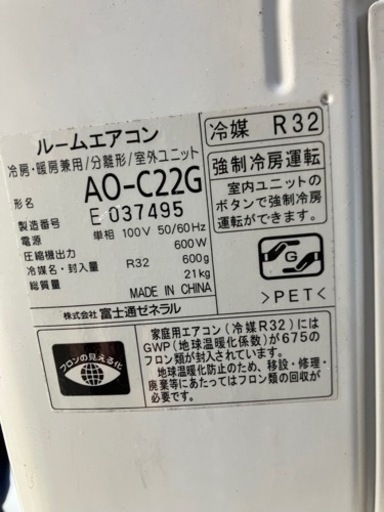 ルームエアコン
冷房・暖房兼用/分離形/室外ユニット
形名 AO-C22G
製造番号 E 037495
電源 単相 100V 50/60Hz
圧縮機出力 600W
冷媒名・封入量 R32 600g
総質量 21kg
MADE IN CHINA
株式会社 富士通ゼネラル
冷媒 R32
強制冷房運転
室内ユニットの
ボタンで強制冷房
運転ができます。
G
>PET<
フロンの見える化
家庭用エアコン(冷媒R32)には
GWP(地球温暖化係数)が675の
フロン類が封入されています。
地球温暖化防止のため、移設・修理・
廃棄等にあたってはフロン類の回収が
必要です。